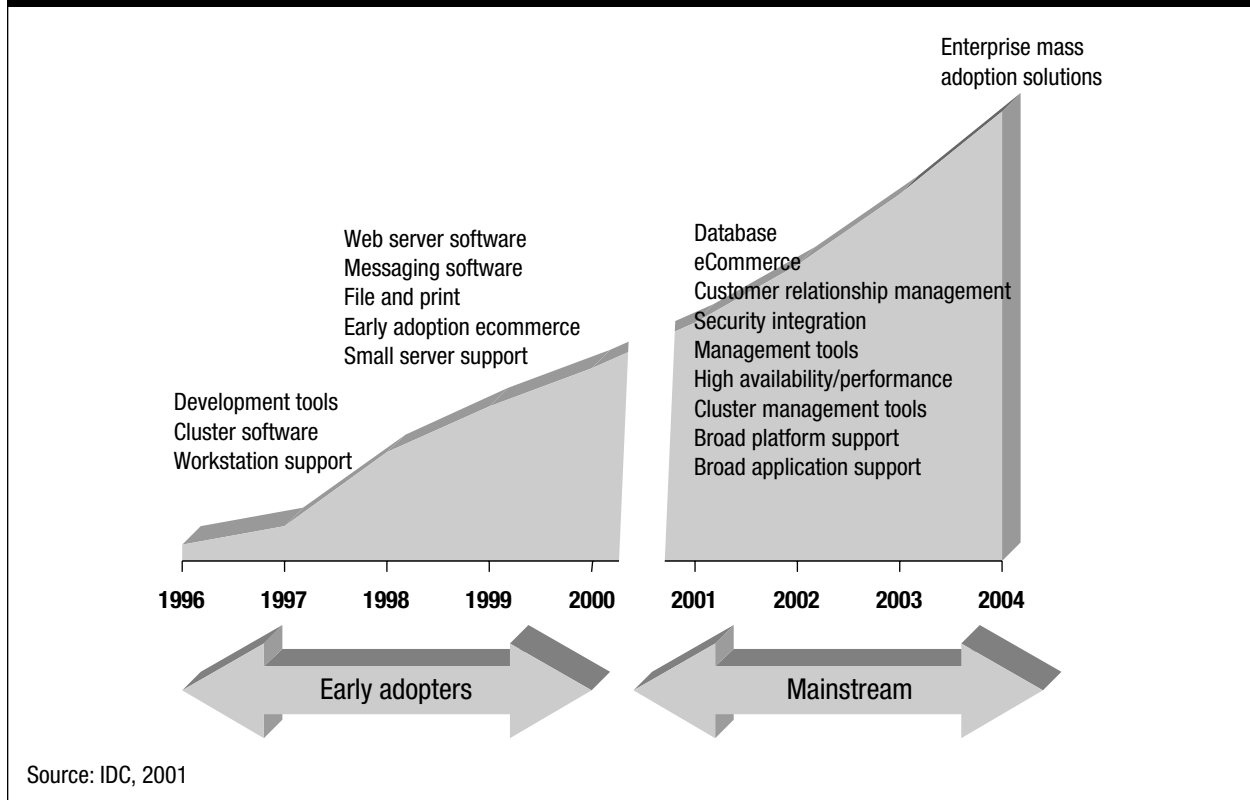 Enterprise mass
adoption solutions
Web server software
Messaging software
File and print
Early adoption ecommerce
Small server support
Database
eCommerce
Customer relationship management
Security integration
Management tools
High availability/performance
Cluster management tools
Broad platform support
Broad application support
Development tools
Cluster software
Workstation support
1996 1997 1998 1999 2000 2001 2002 2003 2004
Early adopters
Mainstream
Source: IDC, 2001